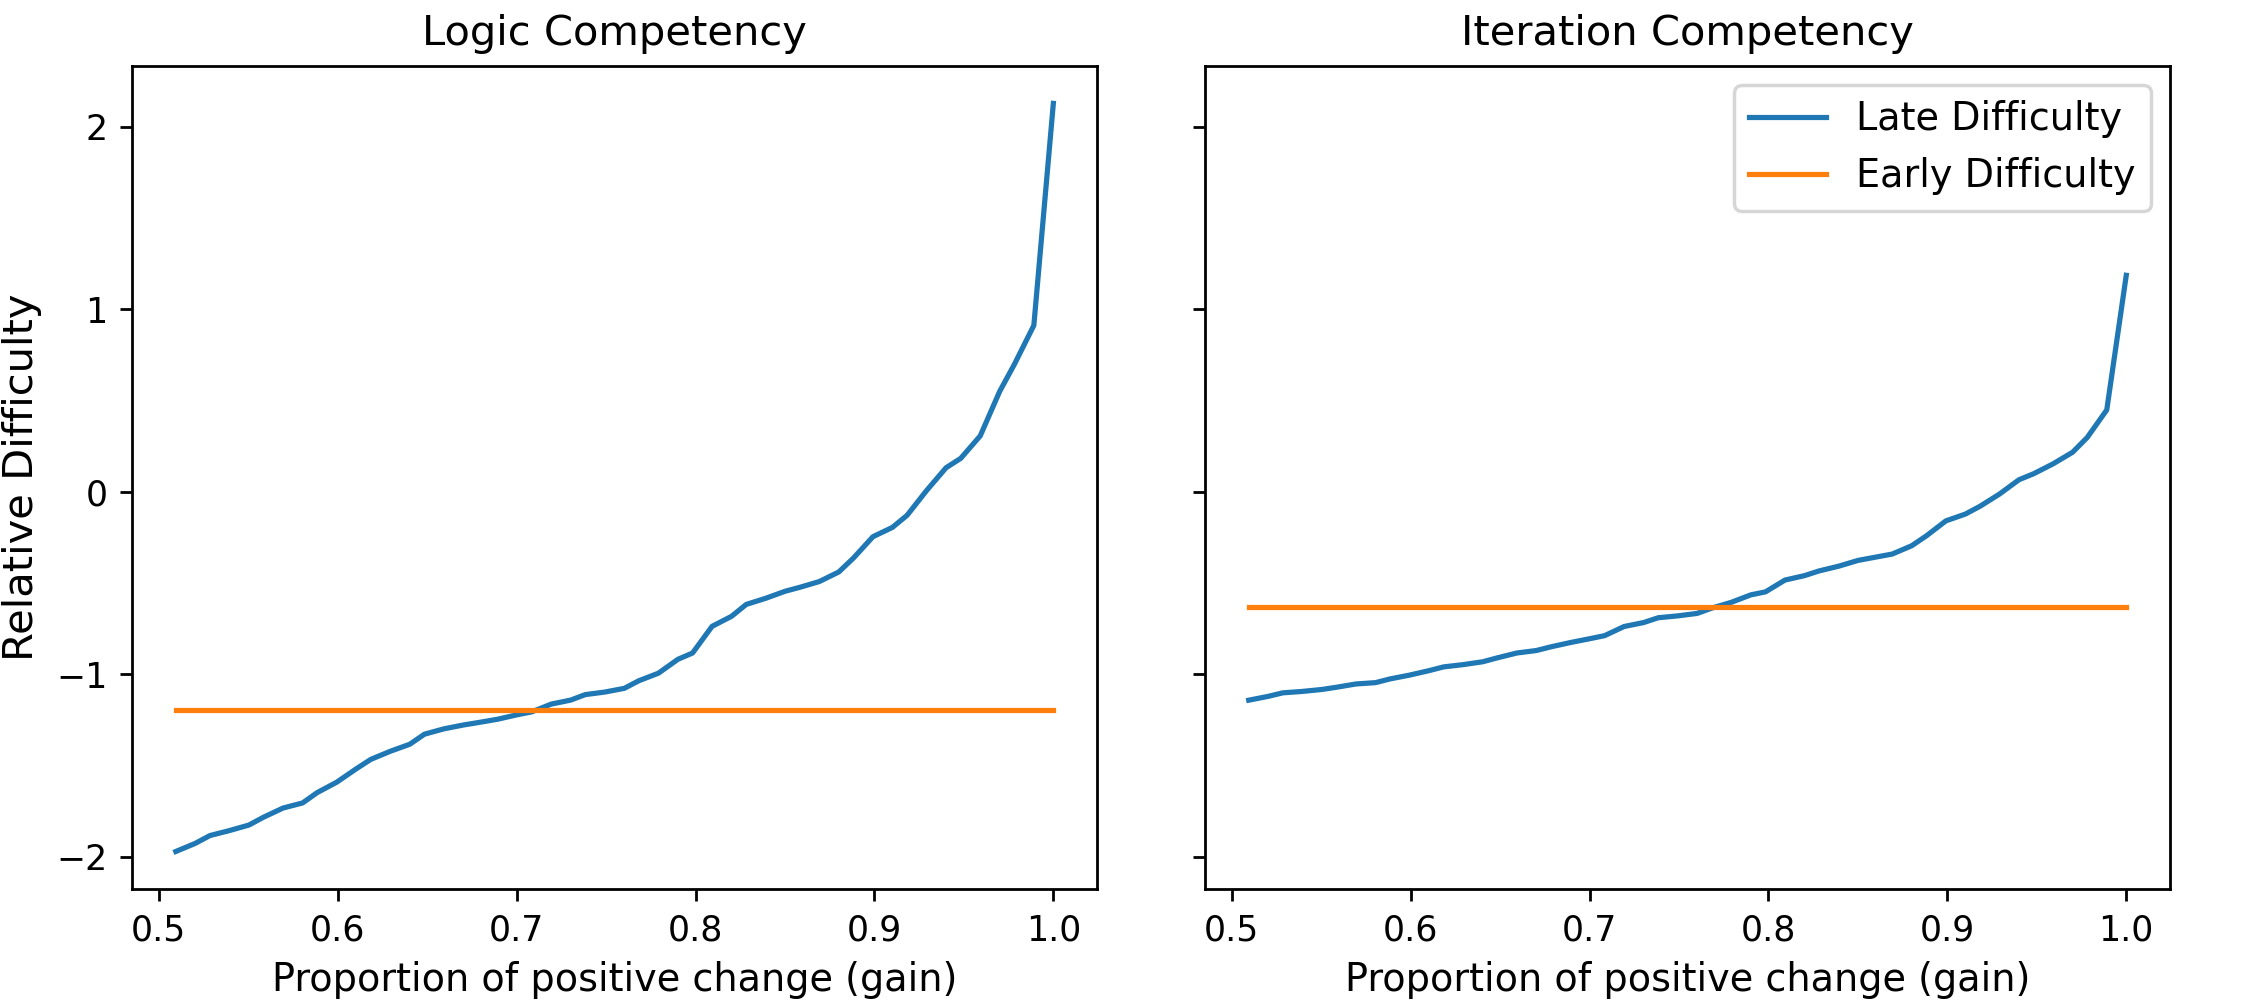 Logic Competency
Iteration Competency
Late Difficulty
Early Difficulty
Relative Difficulty
2
1
0
−1
−2
0.5 0.6 0.7 0.8 0.9 1.0
0.5 0.6 0.7 0.8 0.9 1.0
Proportion of positive change (gain)
Proportion of positive change (gain)